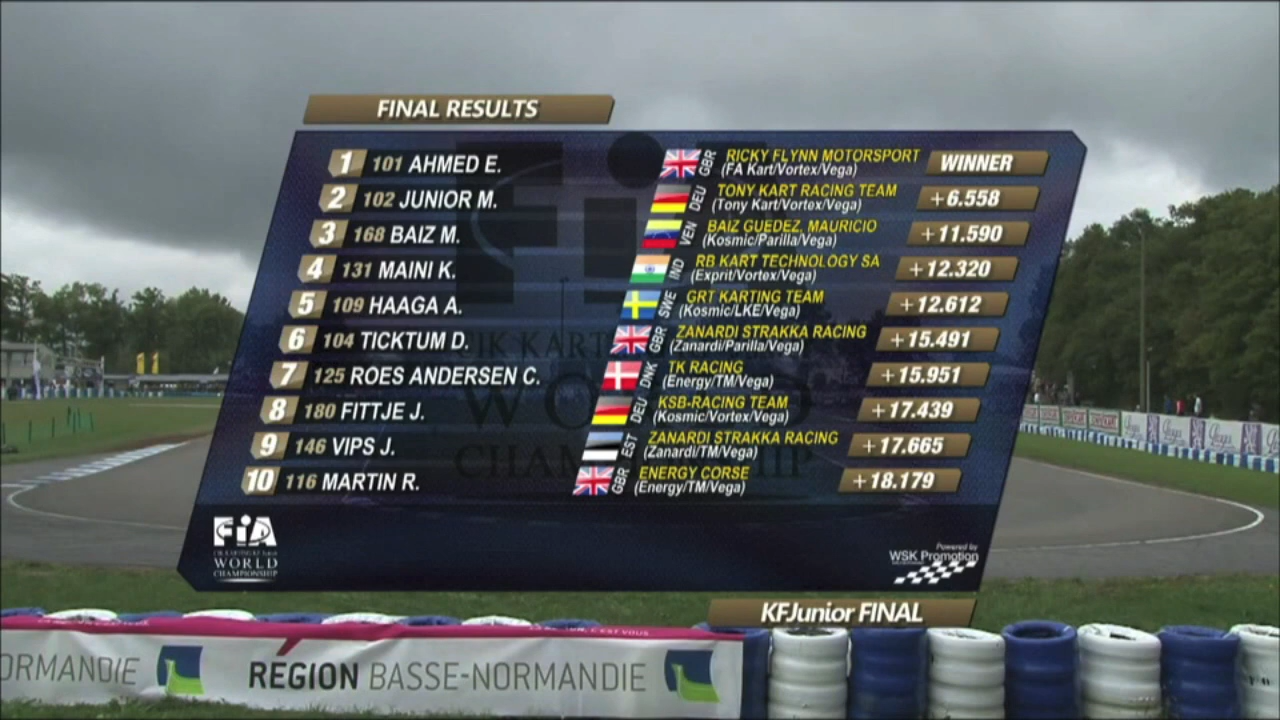 FINAL RESULTS
1 101 AHMED E. GBR RICKY FLYNN MOTORSPORT WINNER
(FA Kart/Vortex/Vega)
2 102 JUNIOR M. DEU TONY KART RACING TEAM +6.558
(Tony Kart/Vortex/Vega)
3 168 BAIZ M. VEN BAIZ GUEDEZ, MAURICIO +11.590
(Kosmic/Parilla/Vega)
4 131 MAINI K. IND RB KART TECHNOLOGY SA +12.320
(Exprit/Vortex/Vega)
5 109 HAAGA A. SWE GRT KARTING TEAM +12.612
(Kosmic/LKE/Vega)
6 104 TICKTUM D. GBR ZANARDI STRAKKA RACING +15.491
(Zanardi/Parilla/Vega)
7 125 ROES ANDERSEN C. DNK TK RACING +15.951
(Energy/TM/Vega)
8 180 FITTJE J. DEU KSB-RACING TEAM +17.439
(Kosmic/Vortex/Vega)
9 146 VIPS J. EST ZANARDI STRAKKA RACING +17.665
(Zanardi/TM/Vega)
10 116 MARTIN R. GBR ENERGY CORSE +18.179
(Energy/TM/Vega)
FiA
WORLD
CHAMPIONSHIP
FiA
CIK KART
WO
CHAM SHIP
Powered by
WSK Promotion
KFJunior FINAL
ORMANDIE
RÉGION BASSE-NORMANDIE